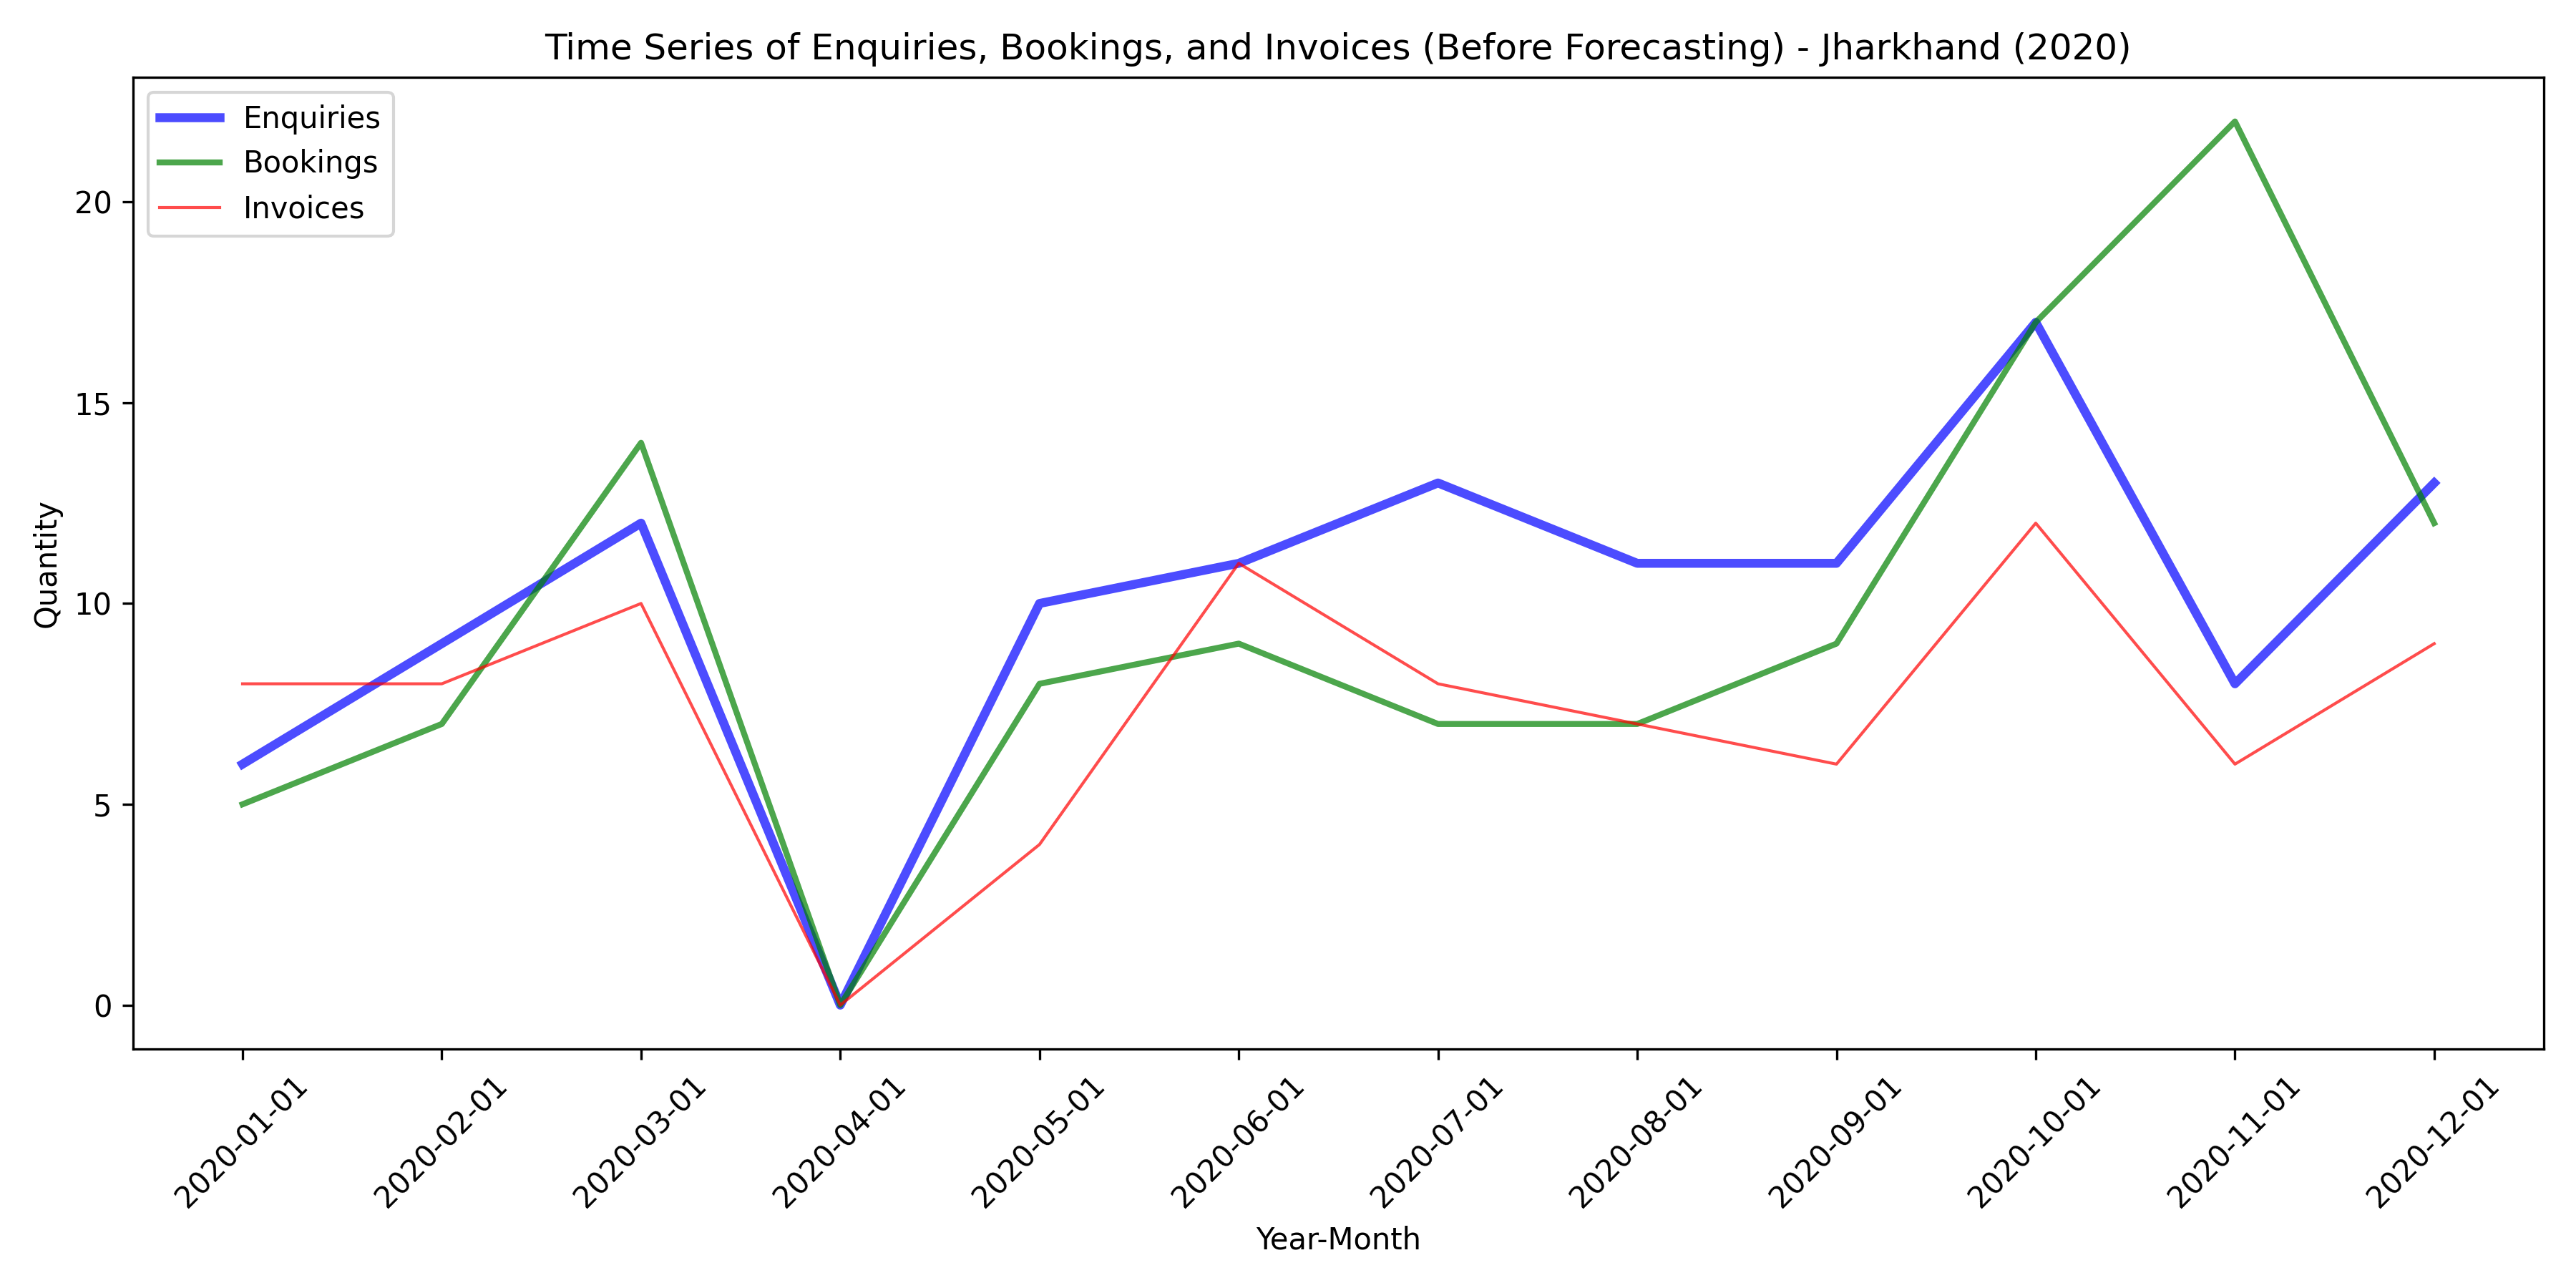 Time Series of Enquiries, Bookings, and Invoices (Before Forecasting) - Jharkhand (2020)
Enquiries
Bookings
Invoices
Quantity
20
15
10
5
0
2020-01-01
2020-02-01
2020-03-01
2020-04-01
2020-05-01
2020-06-01
2020-07-01
2020-08-01
2020-09-01
2020-10-01
2020-11-01
2020-12-01
Year-Month